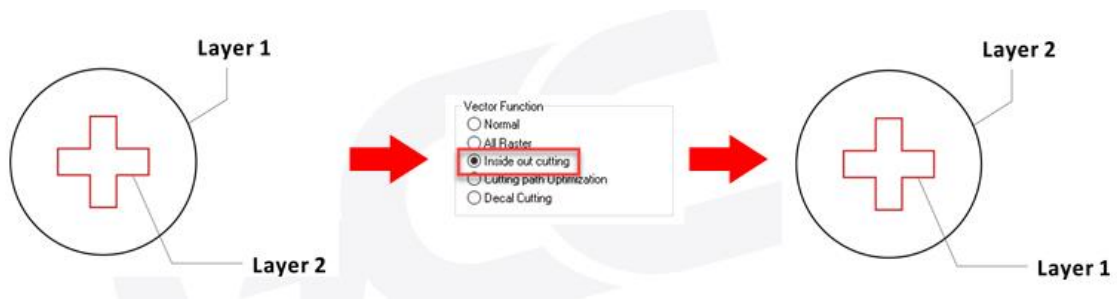 Layer 1
Layer 2
Vector Function
Normal
All Raster
Inside out cutting
Cutting path Optimization
Decal Cutting
Layer 2
Layer 1